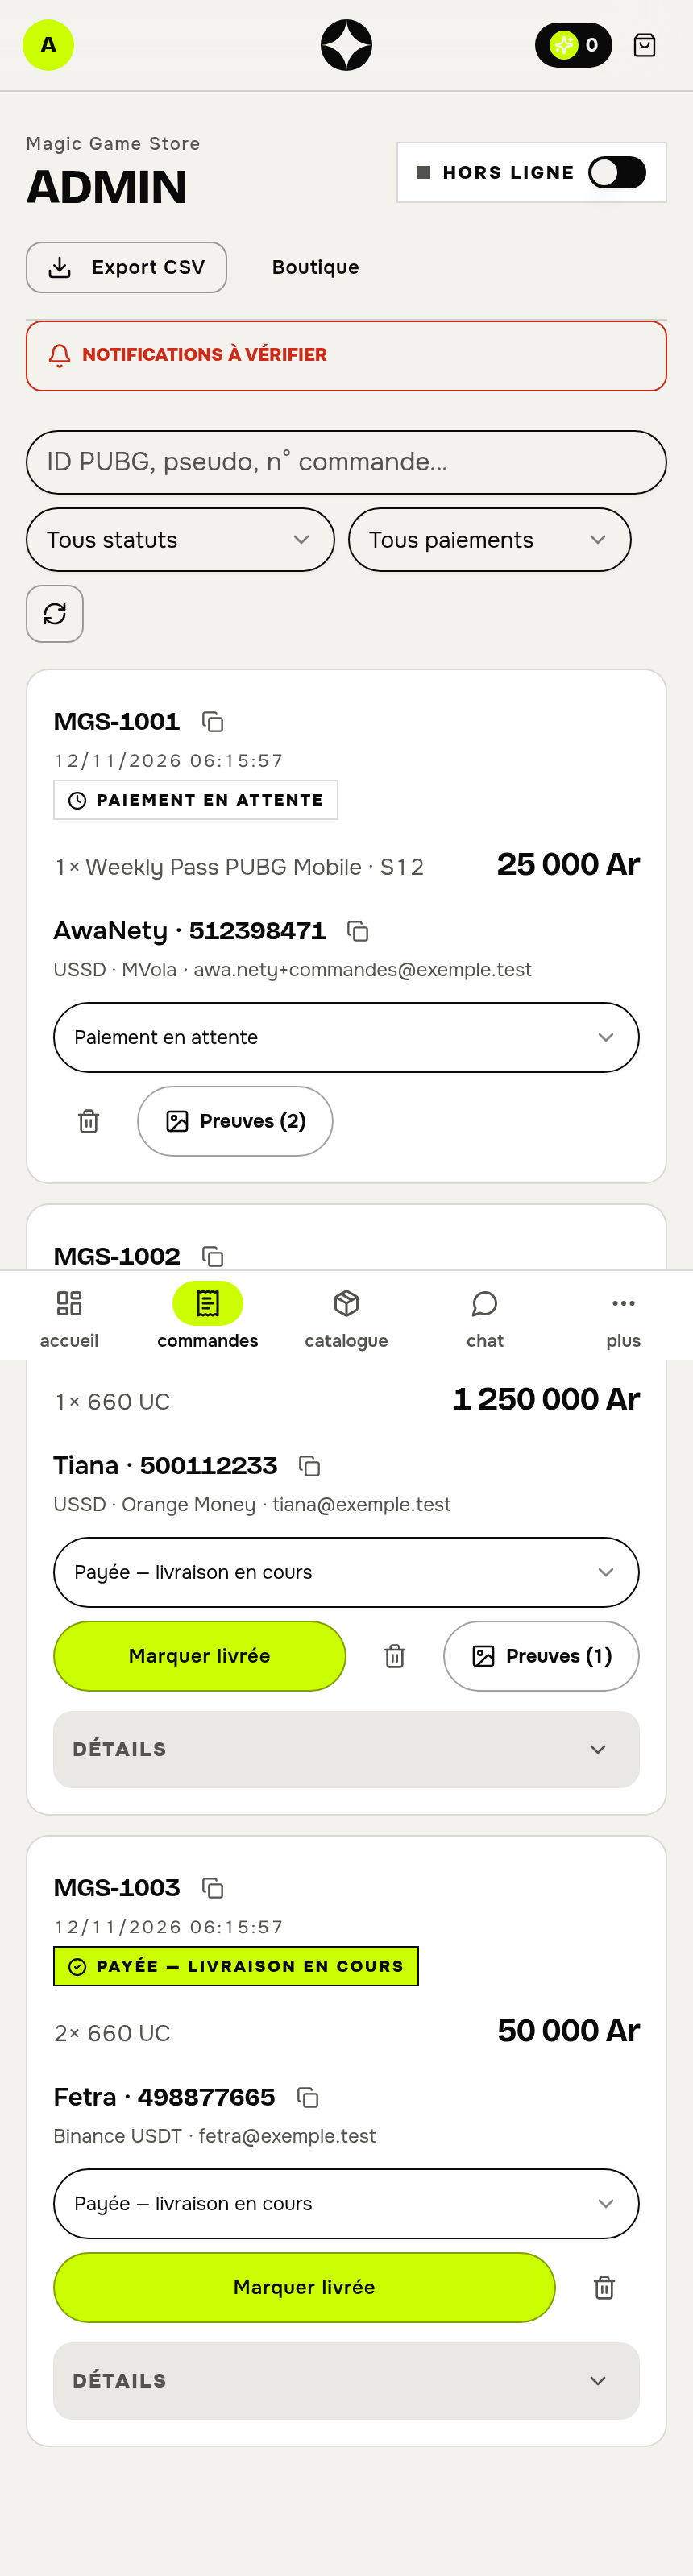 A
0
Magic Game Store
ADMIN
HORS LIGNE
Export CSV
Boutique
NOTIFICATIONS À VÉRIFIER
ID PUBG, pseudo, n° commande...
Tous statuts
Tous paiements
MGS-1001
12/11/2026 06:15:57
PAIEMENT EN ATTENTE
1× Weekly Pass PUBG Mobile · S12
25 000 Ar
AwaNety · 512398471
USSD · MVola · awa.nety+commandes@exemple.test
Paiement en attente
Preuves (2)
MGS-1002
accueil
commandes
catalogue
chat
plus
1× 660 UC
1 250 000 Ar
Tiana · 500112233
USSD · Orange Money · tiana@exemple.test
Payée — livraison en cours
Marquer livrée
Preuves (1)
DÉTAILS
MGS-1003
12/11/2026 06:15:57
PAYÉE — LIVRAISON EN COURS
2× 660 UC
50 000 Ar
Fetra · 498877665
Binance USDT · fetra@exemple.test
Payée — livraison en cours
Marquer livrée
DÉTAILS